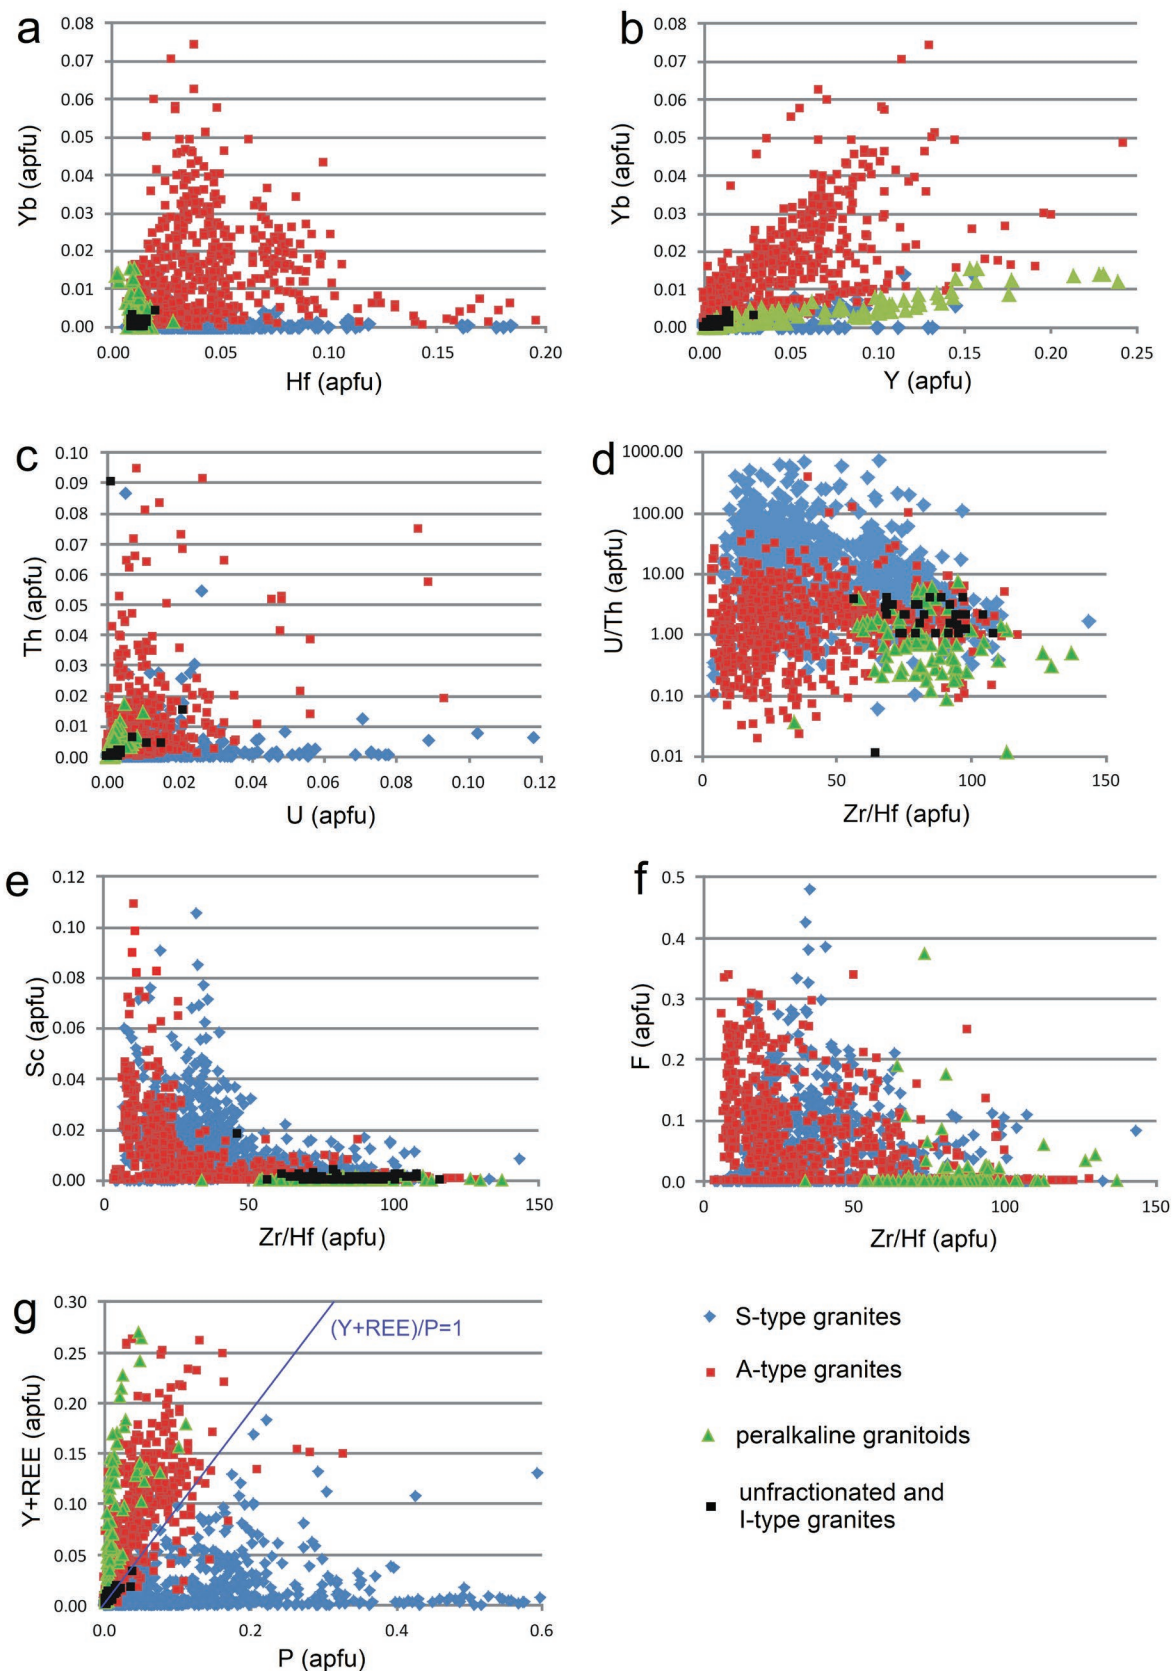 a
0.08
0.07
0.06
0.05
0.04
0.03
0.02
0.01
0.00
Yb (apfu)
0.00 0.05 0.10 0.15 0.20
Hf (apfu)
b
0.08
0.07
0.06
0.05
0.04
0.03
0.02
0.01
0.00
Yb (apfu)
0.00 0.05 0.10 0.15 0.20 0.25
Y (apfu)
c
0.10
0.09
0.08
0.07
0.06
0.05
0.04
0.03
0.02
0.01
0.00
Th (apfu)
0.00 0.02 0.04 0.06 0.08 0.10 0.12
U (apfu)
d
1000.00
100.00
10.00
1.00
0.10
0.01
U/Th (apfu)
0 50 100 150
Zr/Hf (apfu)
e
0.12
0.10
0.08
0.06
0.04
0.02
0.00
Sc (apfu)
0 50 100 150
Zr/Hf (apfu)
f
0.5
0.4
0.3
0.2
0.1
0.0
F (apfu)
0 50 100 150
Zr/Hf (apfu)
g
0.30
0.25
0.20
0.15
0.10
0.05
0.00
Y+REE (apfu)
(Y+REE)/P=1
0.0 0.2 0.4 0.6
P (apfu)
S-type granites
A-type granites
peralkaline granitoids
unfractionated and
I-type granites